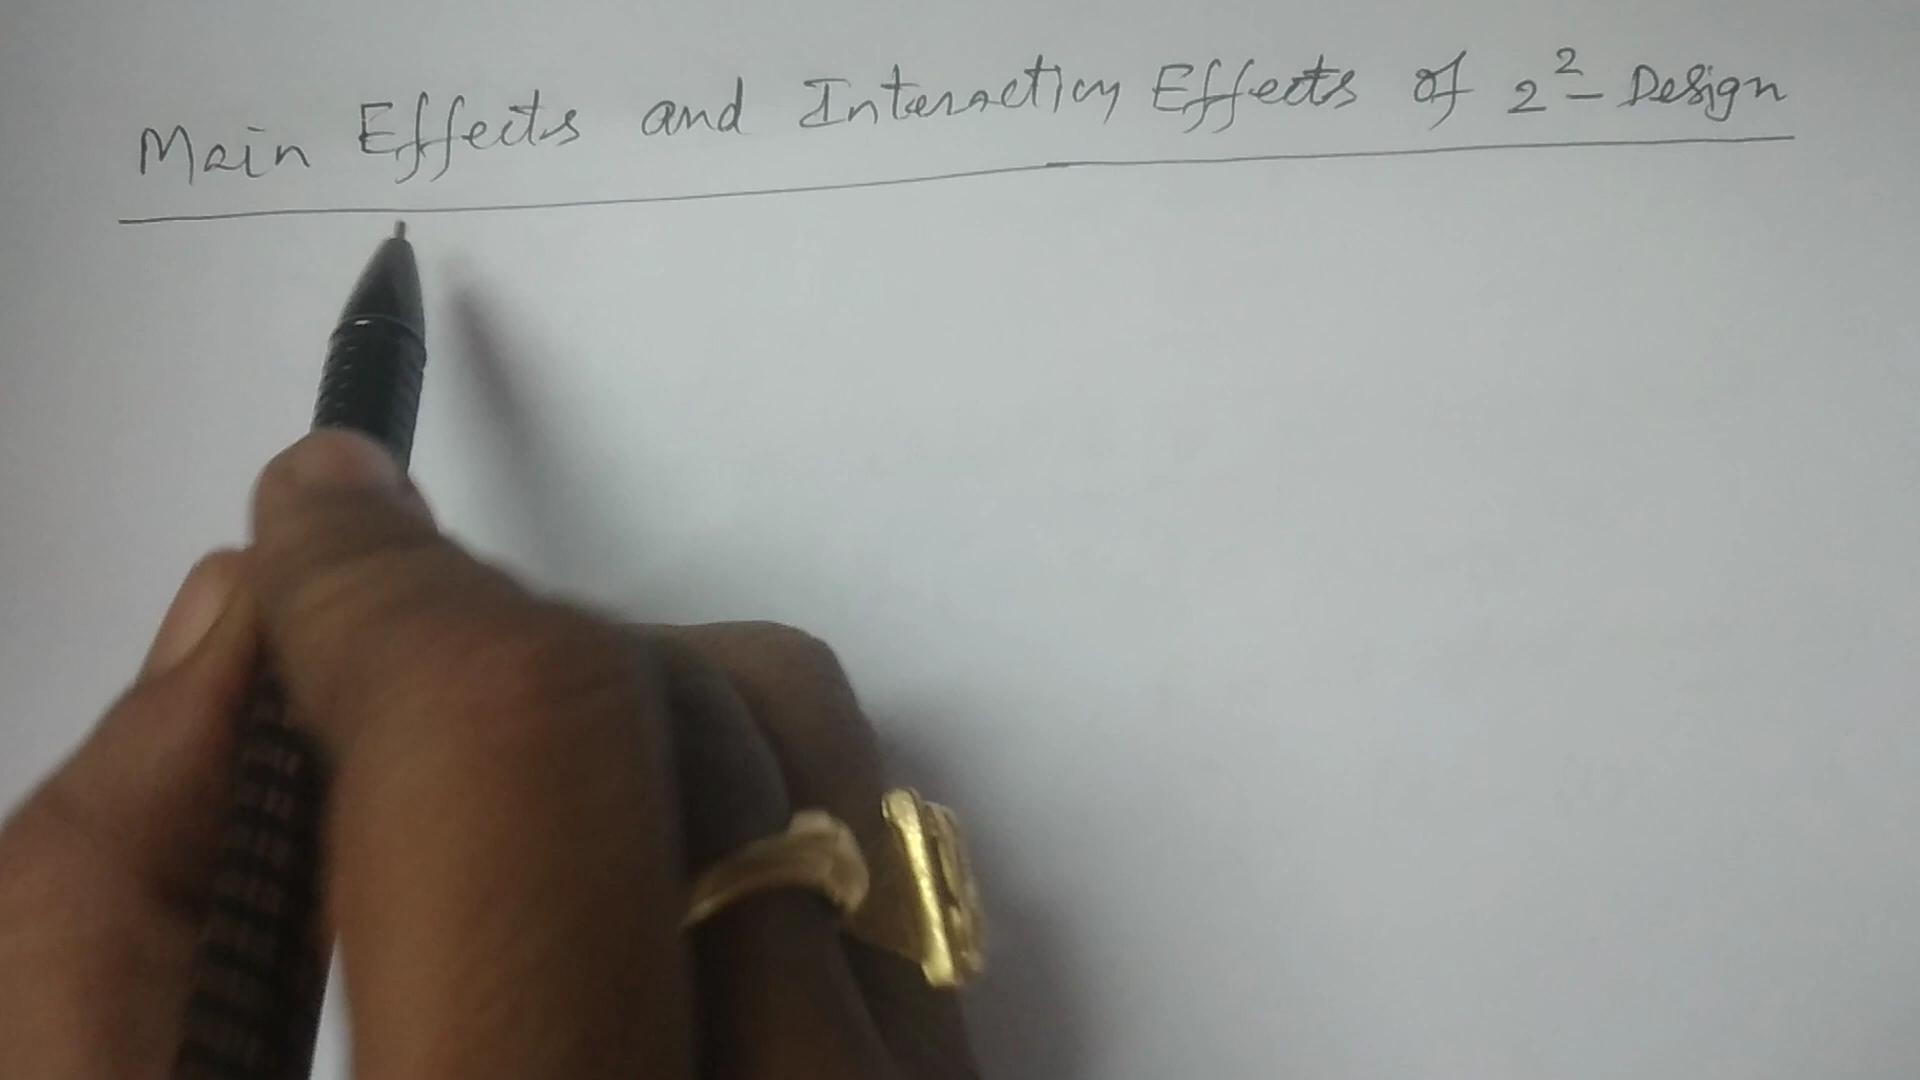 Main Effects and Interaction Effects of 2² - Design